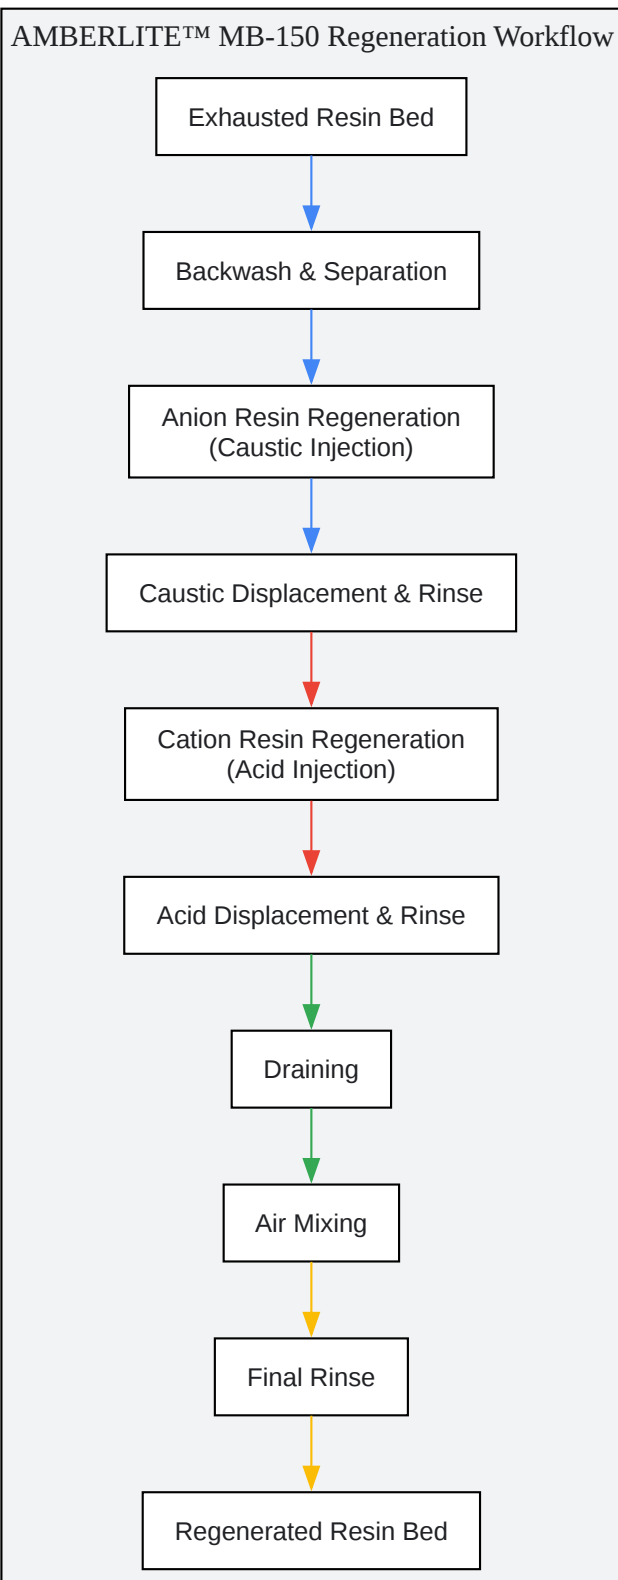 AMBERLITE™ MB-150 Regeneration Workflow
Exhausted Resin Bed
Backwash & Separation
Anion Resin Regeneration
(Caustic Injection)
Caustic Displacement & Rinse
Cation Resin Regeneration
(Acid Injection)
Acid Displacement & Rinse
Draining
Air Mixing
Final Rinse
Regenerated Resin Bed